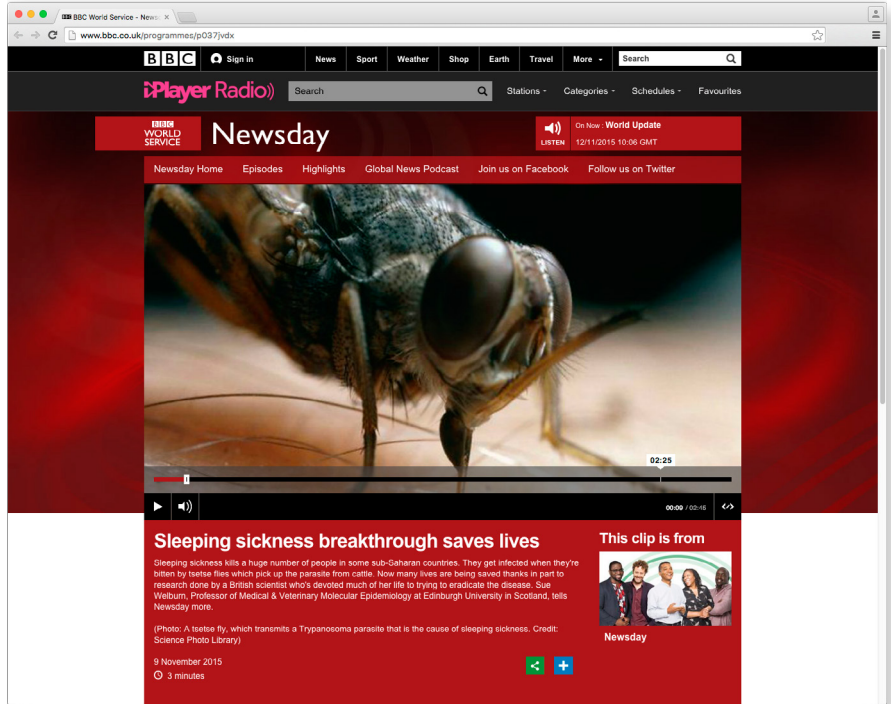 BBC World Service - Newsd
www.bbc.co.uk/programmes/p037jvdx
BBC Sign in News Sport Weather Shop Earth Travel More Search
iPlayer Radio Search Stations Categories Schedules Favourites
BBC
WORLD
SERVICE
Newsday
LISTEN
On Now : World Update
12/11/2015 10:06 GMT
Newsday Home Episodes Highlights Global News Podcast Join us on Facebook Follow us on Twitter
02:25
00:09 / 02:46
Sleeping sickness breakthrough saves lives
Sleeping sickness kills a huge number of people in some sub-Saharan countries. They get infected when they're
bitten by tsetse flies which pick up the parasite from cattle. Now many lives are being saved thanks in part to
research done by a British scientist who's devoted much of her life to trying to eradicate the disease. Sue
Welburn, Professor of Medical & Veterinary Molecular Epidemiology at Edinburgh University in Scotland, tells
Newsday more.
(Photo: A tsetse fly, which transmits a Trypanosoma parasite that is the cause of sleeping sickness. Credit:
Science Photo Library)
9 November 2015
3 minutes
This clip is from
Newsday